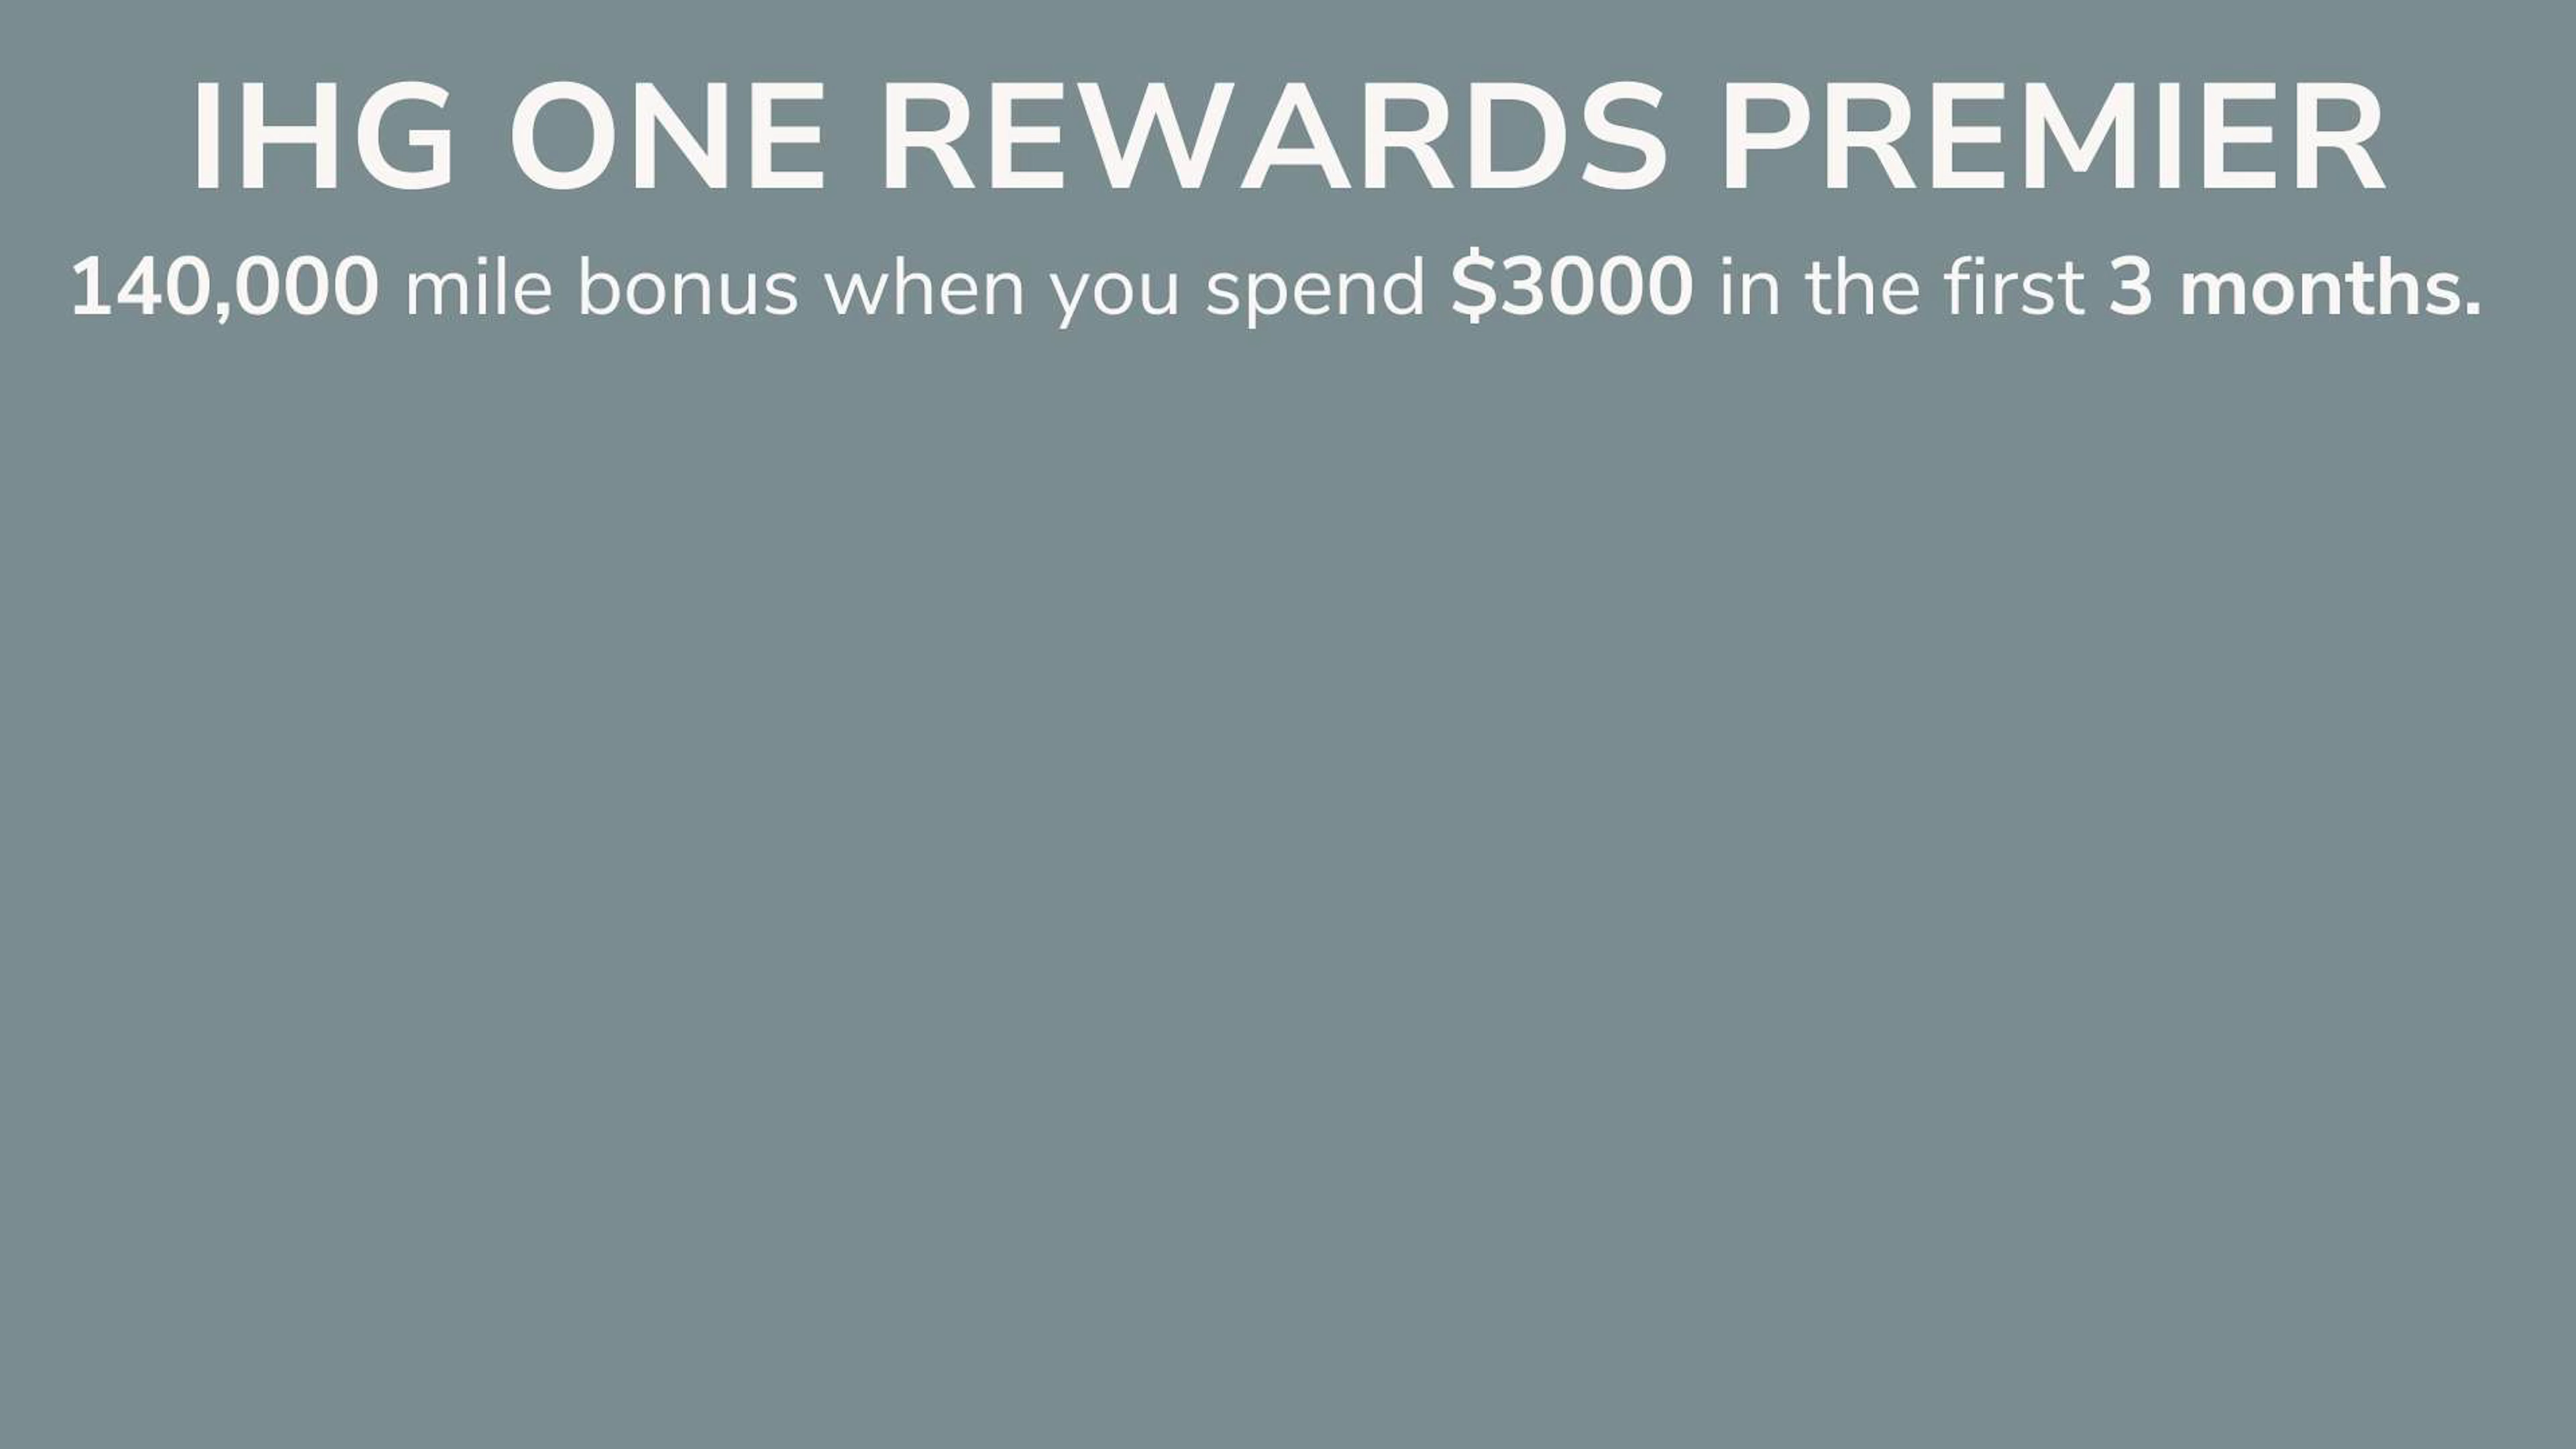 IHG ONE REWARDS PREMIER
140,000 mile bonus when you spend $3000 in the first 3 months.